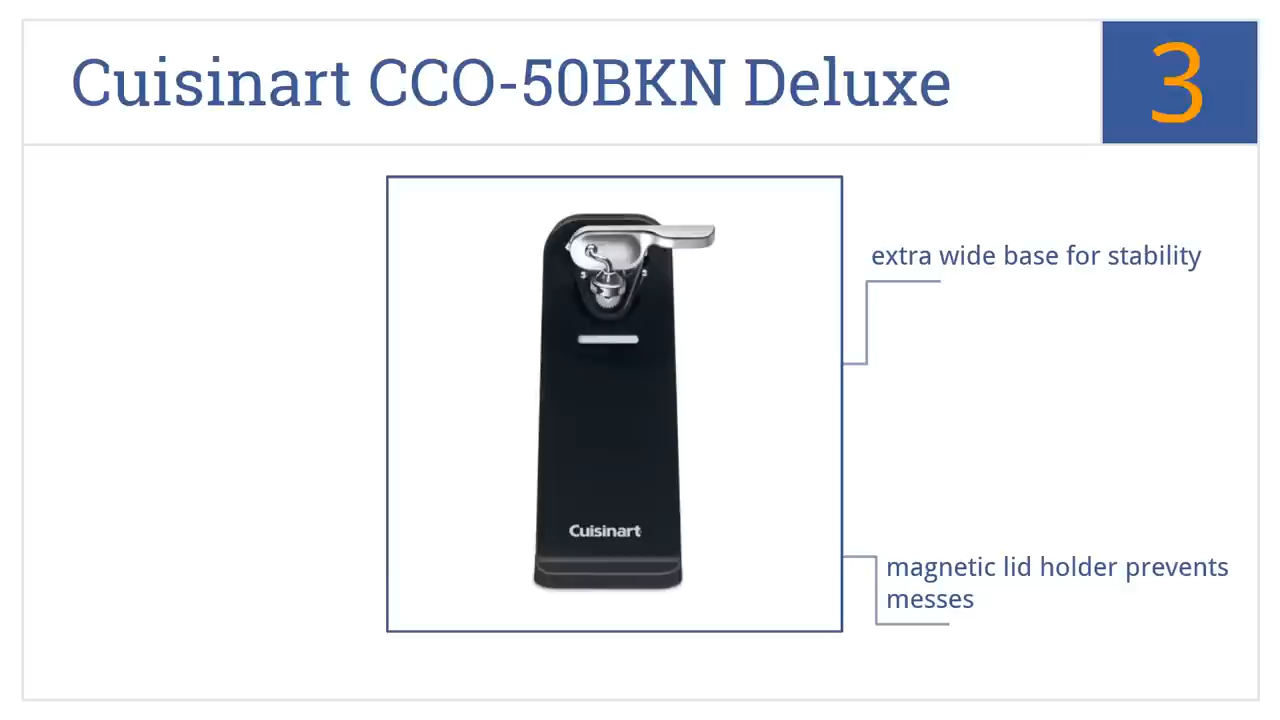 Cuisinart CCO-50BKN Deluxe
3
extra wide base for stability
Cuisinart
magnetic lid holder prevents
messes